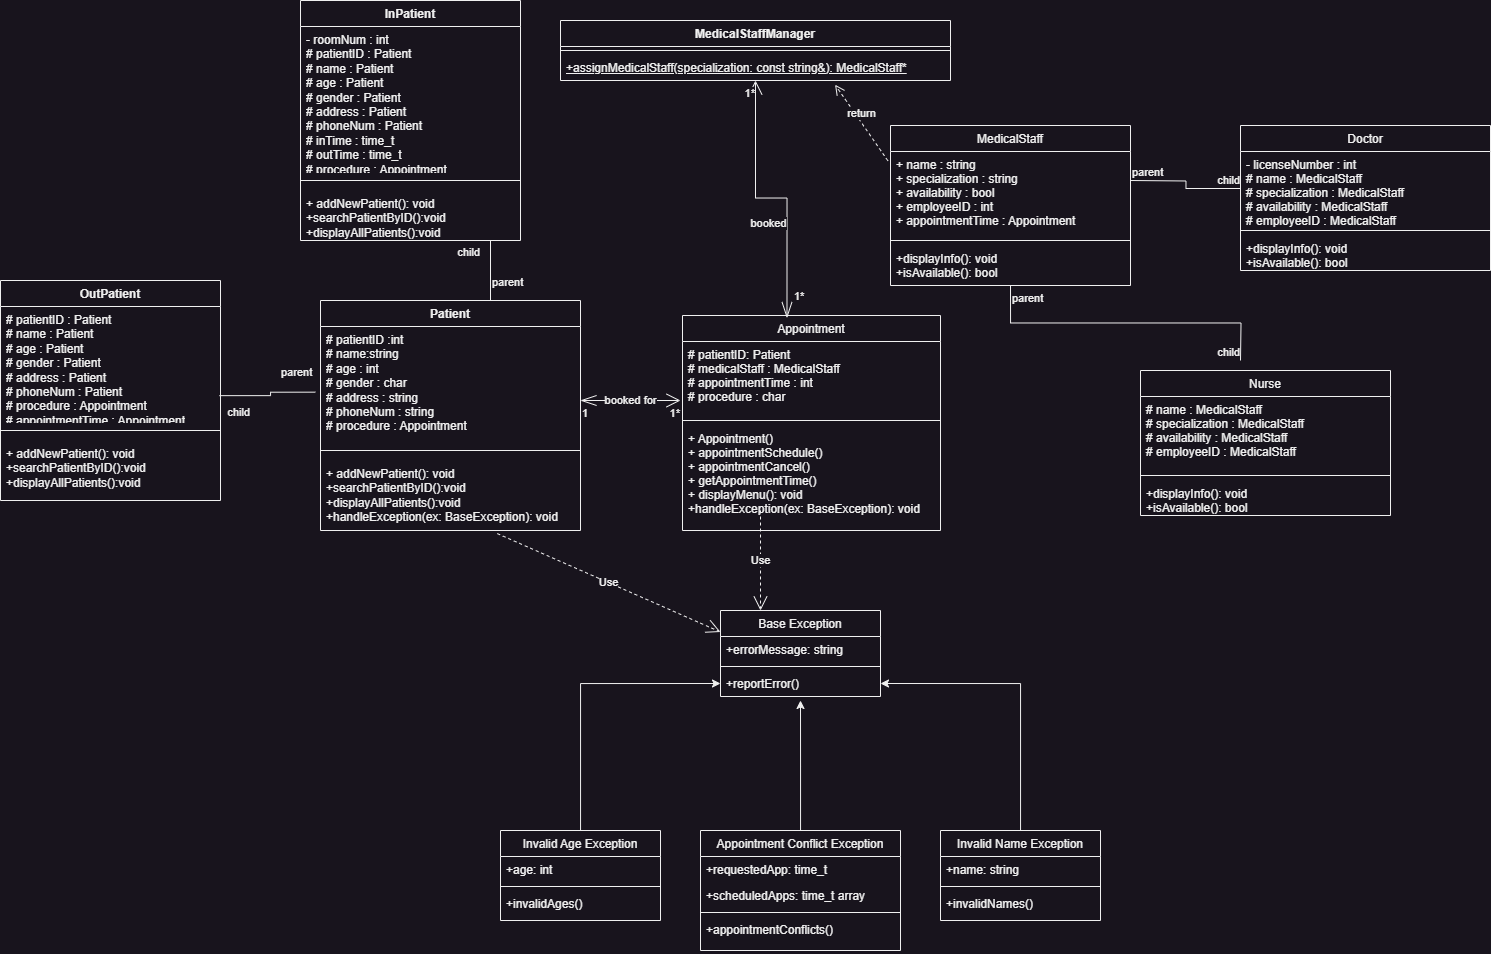 InPatient
- roomNum : int
# patientID : Patient
# name : Patient
# age : Patient
# gender : Patient
# address : Patient
# phoneNum : Patient
# inTime : time_t
# outTime : time_t
# procedure : Appointment
+ addNewPatient(): void
+searchPatientByID():void
+displayAllPatients():void
child
parent
MedicalStaffManager
+assignMedicalStaff(specialization: const string&): MedicalStaff*
1*
booked
1*
return
MedicalStaff
+ name : string
+ specialization : string
+ availability : bool
+ employeeID : int
+ appointmentTime : Appointment
+displayInfo(): void
+isAvailable(): bool
parent
child
Doctor
- licenseNumber : int
# name : MedicalStaff
# specialization : MedicalStaff
# availability : MedicalStaff
# employeeID : MedicalStaff
+displayInfo(): void
+isAvailable(): bool
parent
child
OutPatient
# patientID : Patient
# name : Patient
# age : Patient
# gender : Patient
# address : Patient
# phoneNum : Patient
# procedure : Appointment
# appointmentTime : Appointment
+ addNewPatient(): void
+searchPatientByID():void
+displayAllPatients():void
parent
child
Patient
# patientID :int
# name:string
# age : int
# gender : char
# address : string
# phoneNum : string
# procedure : Appointment
+ addNewPatient(): void
+searchPatientByID():void
+displayAllPatients():void
+handleException(ex: BaseException): void
booked for
1
1*
Appointment
# patientID: Patient
# medicalStaff : MedicalStaff
# appointmentTime : int
# procedure : char
+ Appointment()
+ appointmentSchedule()
+ appointmentCancel()
+ getAppointmentTime()
+ displayMenu(): void
+handleException(ex: BaseException): void
Nurse
# name : MedicalStaff
# specialization : MedicalStaff
# availability : MedicalStaff
# employeeID : MedicalStaff
+displayInfo(): void
+isAvailable(): bool
Use
Use
Base Exception
+errorMessage: string
+reportError()
Invalid Age Exception
+age: int
+invalidAges()
Appointment Conflict Exception
+requestedApp: time_t
+scheduledApps: time_t array
+appointmentConflicts()
Invalid Name Exception
+name: string
+invalidNames()